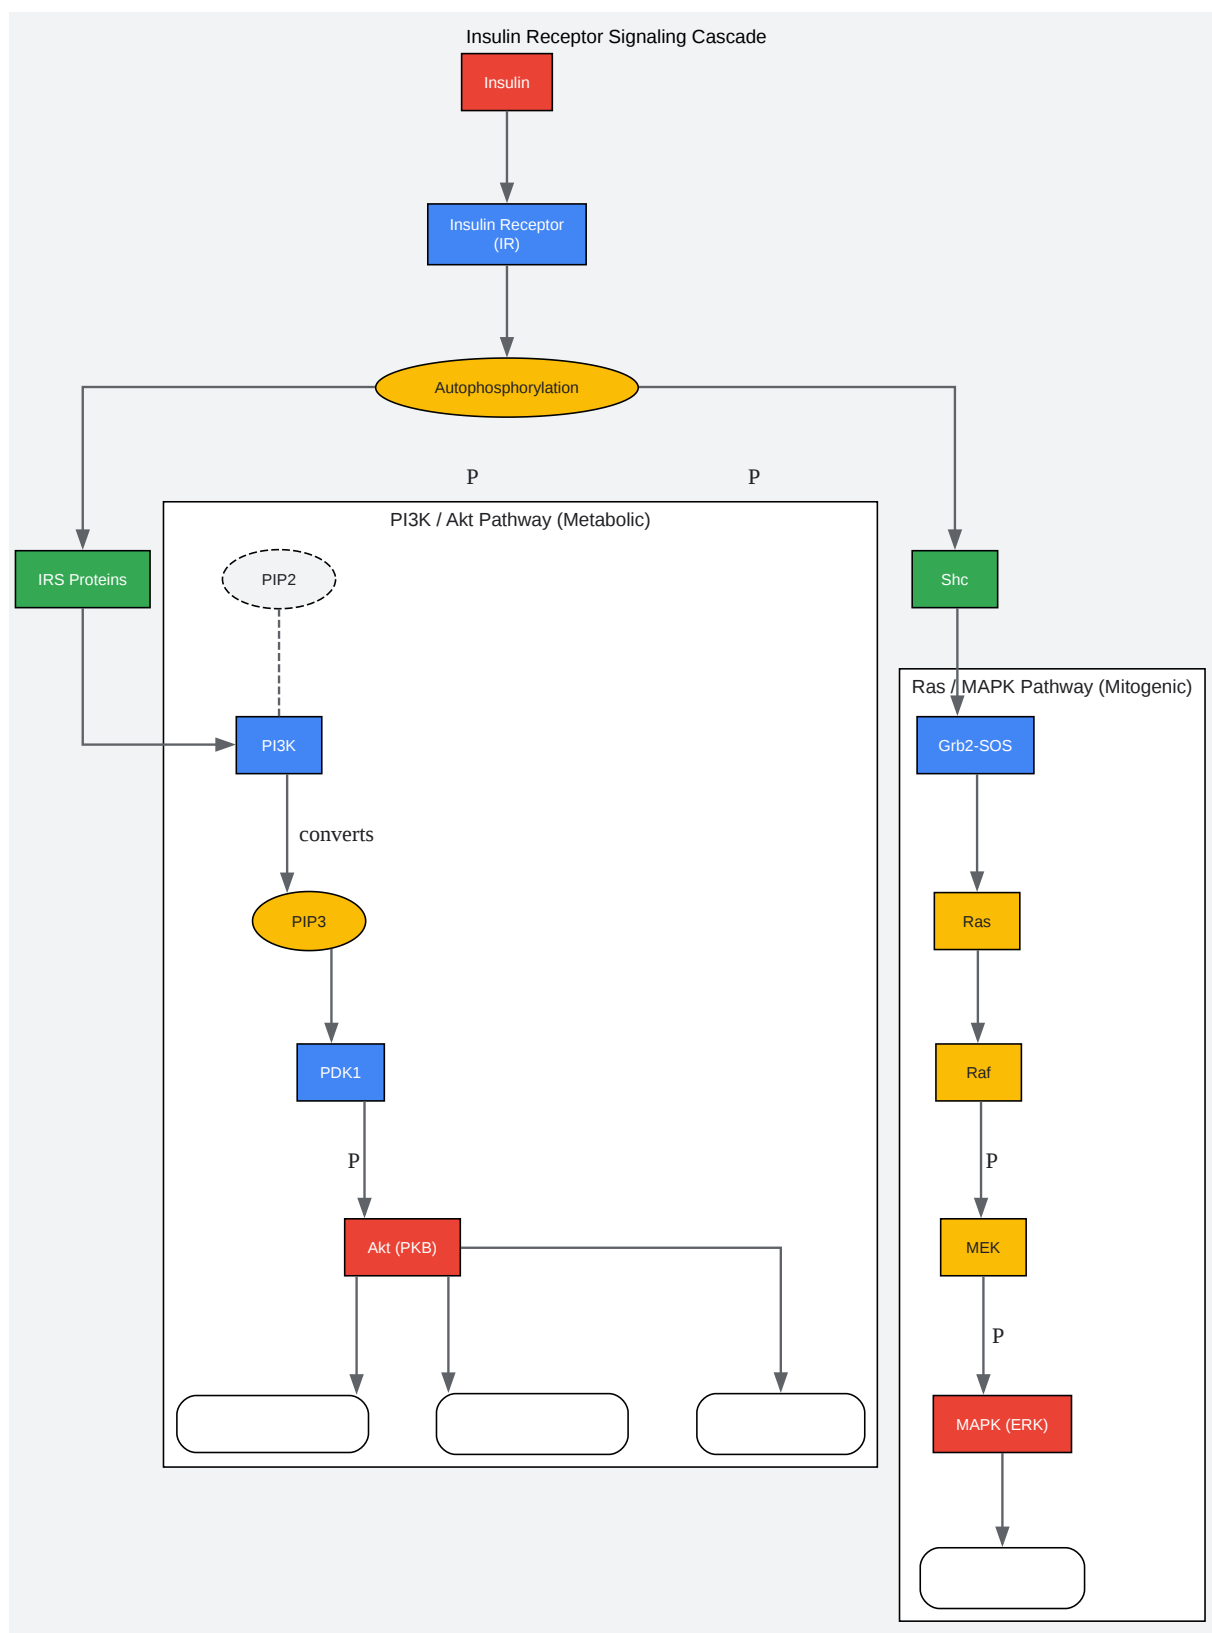 Insulin Receptor Signaling Cascade
Insulin
Insulin Receptor
(IR)
Autophosphorylation
P
P
PI3K / Akt Pathway (Metabolic)
IRS Proteins
PIP2
Shc
Ras / MAPK Pathway (Mitogenic)
PI3K
Grb2-SOS
converts
PIP3
Ras
PDK1
Raf
P
P
Akt (PKB)
MEK
P
MAPK (ERK)